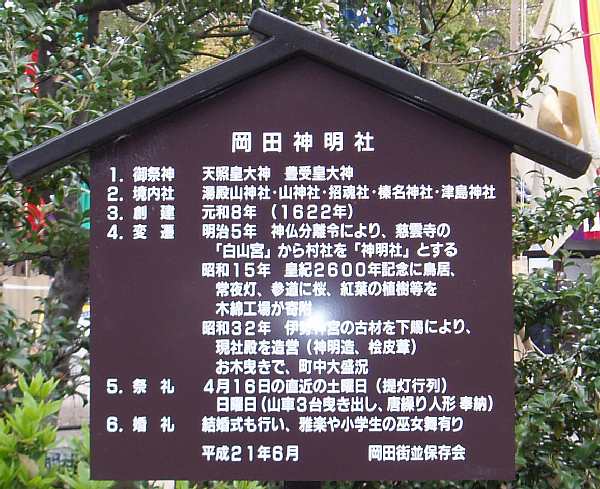 岡田神明社
1. 御祭神 天照皇大神 豊受皇大神
2. 境内社 湯殿山神社・山神社・招魂社・榛名神社・津島神社
3. 創建 元和8年 (1622年)
4. 変遷 明治5年 神仏分離令により、慈雲寺の
「白山宮」から村社を「神明社」とする
昭和15年 皇紀2600年記念に鳥居、
常夜灯、参道に桜、紅葉の植樹等を
木綿工場が寄附
昭和32年 伊勢神宮の古材を下賜により、
現社殿を造営 (神明造、桧皮葺)
お木曳きで、町中大盛況
5. 祭礼 4月16日の直近の土曜日 (提灯行列)
日曜日 (山車3台曳き出し、唐繰り人形 奉納)
6. 婚礼 結婚式も行い、雅楽や小学生の巫女舞有り
平成21年6月 岡田街並保存会